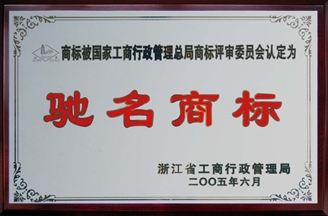 商标被国家工商行政管理总局商标评审委员会认定为
驰名商标
浙江省工商行政管理局
二〇〇五年六月